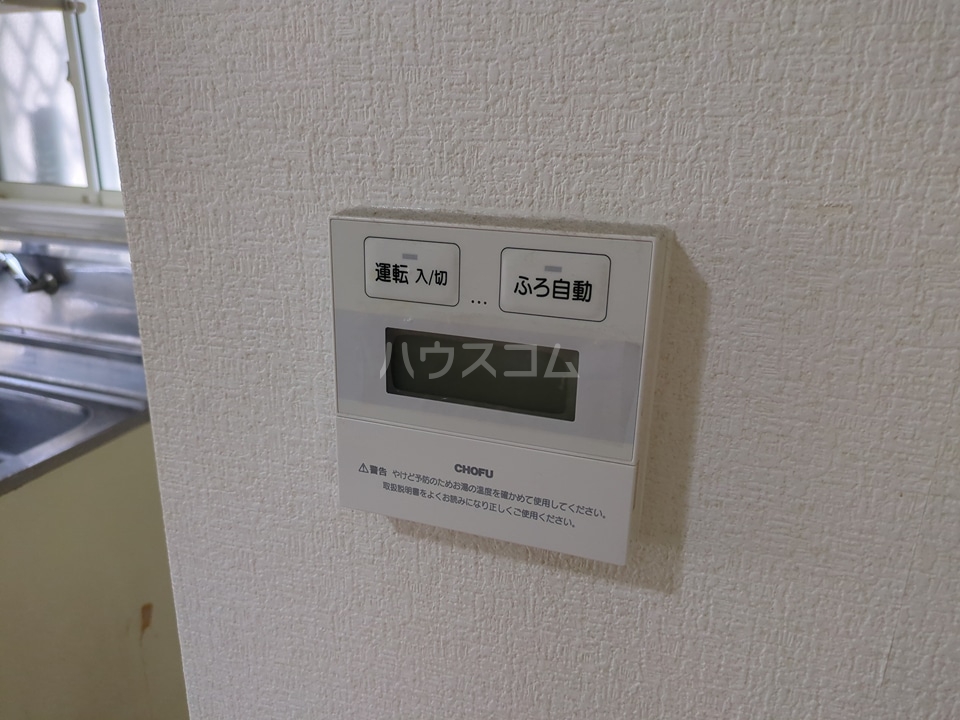 運転 入/切
ふろ自動
ハウスコム
CHOFU
⚠警告 やけど予防のためお湯の温度を確かめて使用してください。
取扱説明書をよくお読みになり正しくご使用ください。